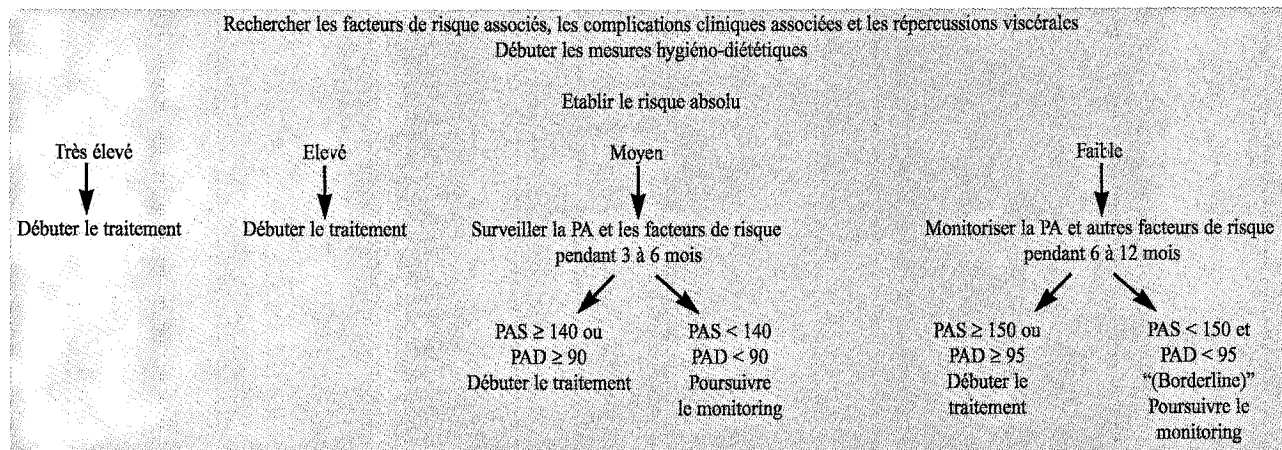 Rechercher les facteurs de risque associés, les complications cliniques associées et les répercussions viscérales
Débuter les mesures hygiéno-diététiques
Etablir le risque absolu
Très élevé
Débuter le traitement
Elevé
Débuter le traitement
Moyen
Surveiller la PA et les facteurs de risque
pendant 3 à 6 mois
PAS ≥ 140 ou
PAD ≥ 90
Débuter le traitement
PAS < 140
PAD < 90
Poursuivre
le monitoring
Faible
Monitoriser la PA et autres facteurs de risque
pendant 6 à 12 mois
PAS ≥ 150 ou
PAD ≥ 95
Débuter le
traitement
PAS < 150 et
PAD < 95
“(Borderline)”
Poursuivre le
monitoring